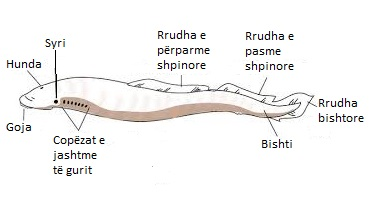 Syri
Hunda
Goja
Copëzat e
jashtme
të gurit
Rrudha e
përparme
shpinore
Rrudha e
pasme
shpinore
Rrudha
bishtore
Bishti